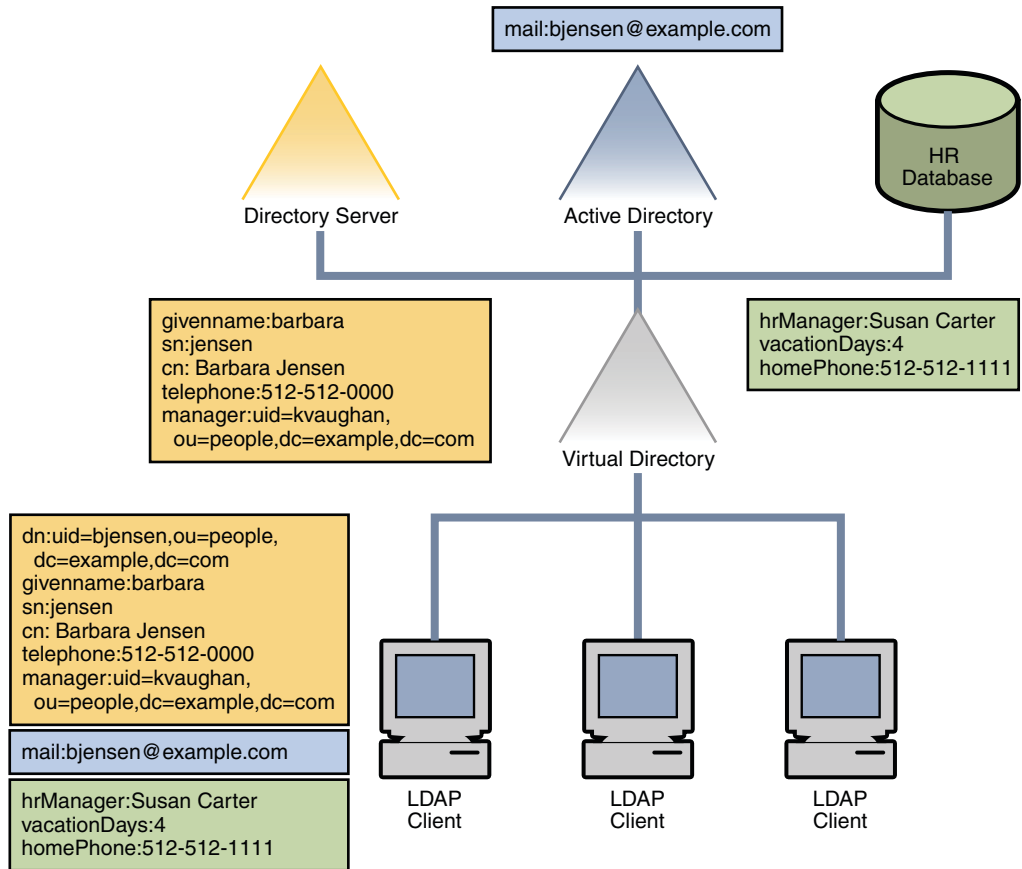 mail:bjensen@example.com
HR
Database
Directory Server
Active Directory
givenname:barbara
sn:jensen
cn: Barbara Jensen
telephone:512-512-0000
manager:uid=kvaughan,
ou=people,dc=example,dc=com
hrManager:Susan Carter
vacationDays:4
homePhone:512-512-1111
Virtual Directory
dn:uid=bjensen,ou=people,
dc=example,dc=com
givenname:barbara
sn:jensen
cn: Barbara Jensen
telephone:512-512-0000
manager:uid=kvaughan,
ou=people,dc=example,dc=com
mail:bjensen@example.com
hrManager:Susan Carter
vacationDays:4
homePhone:512-512-1111
LDAP
Client
LDAP
Client
LDAP
Client